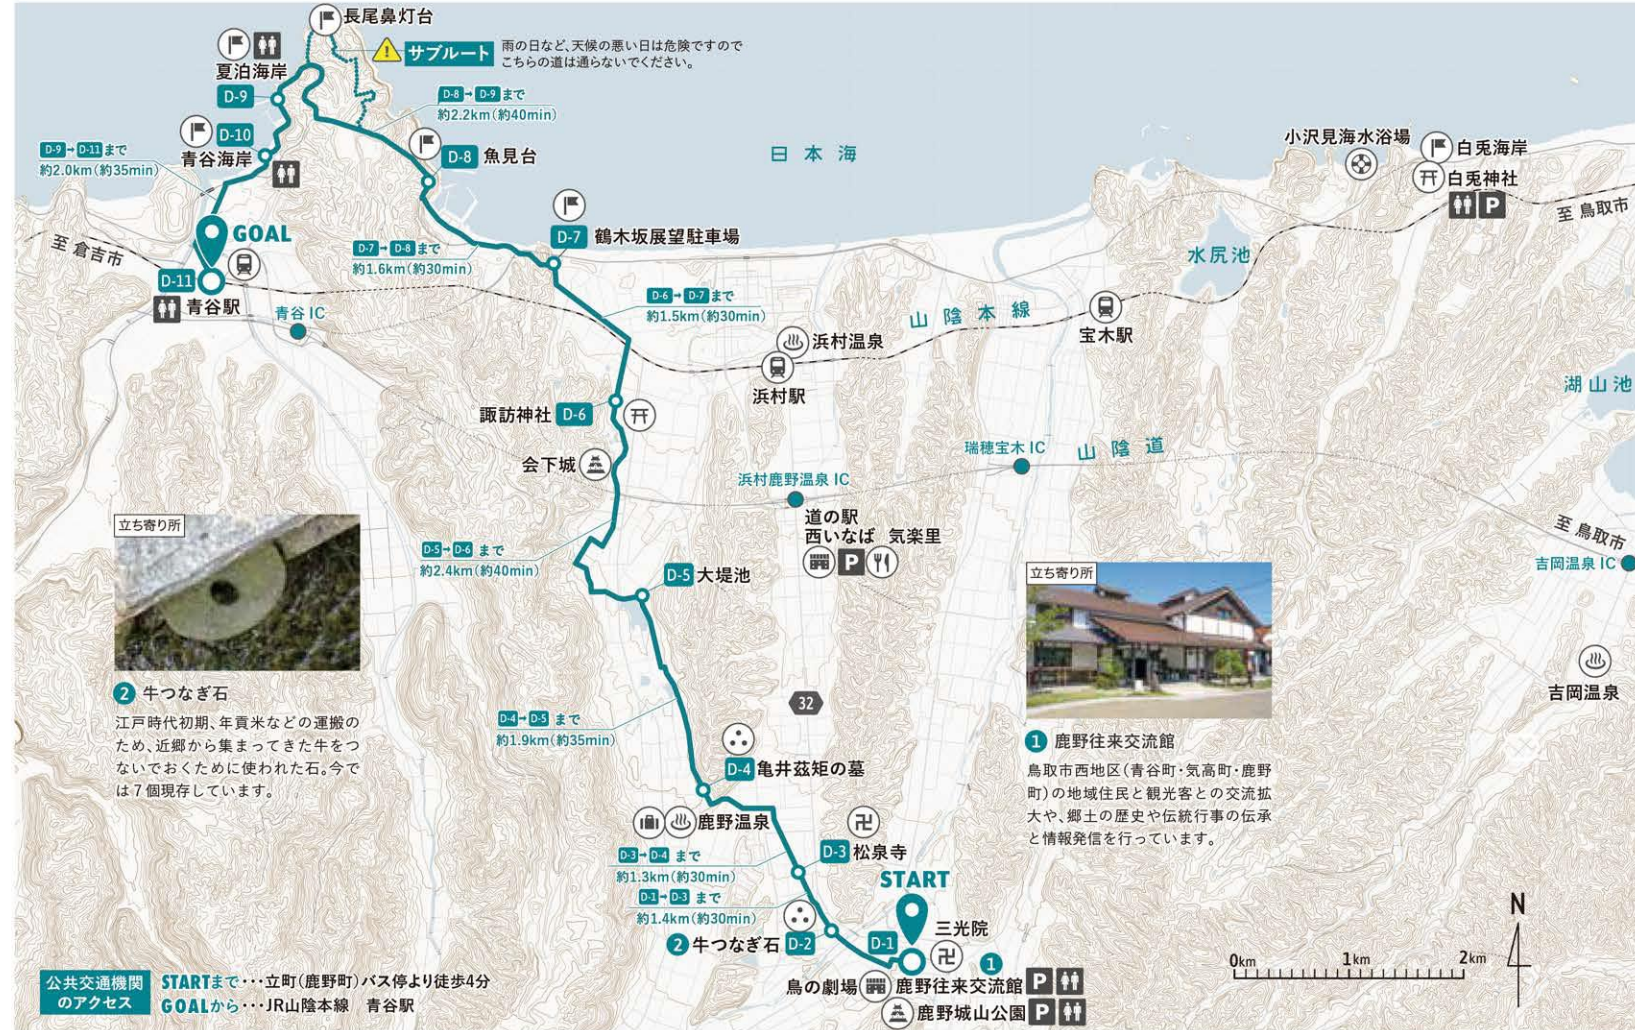 長尾鼻灯台
サブルート
雨の日など、天候の悪い日は危険ですので
こちらの道は通らないでください。
夏泊海岸
D-9
D-8→D-9まで
約2.2km(約40min)
D-10
青谷海岸
D-9→D-11まで
約2.0km(約35min)
D-8 魚見台
日本海
小沢見海水浴場
白兎海岸
白兎神社
P
至 鳥取市
GOAL
至 倉吉市
D-7 鶴木坂展望駐車場
D-7→D-8まで
約1.6km(約30min)
水尻池
D-11
青谷駅
青谷 IC
D-6→D-7まで
約1.5km(約30min)
山陰本線
宝木駅
浜村温泉
浜村駅
湖山池
諏訪神社 D-6
会下城
瑞穂宝木 IC
山陰道
浜村鹿野温泉 IC
道の駅
西いなば 気楽里
P
至 鳥取市
吉岡温泉 IC
吉岡温泉
立ち寄り所
2 牛つなぎ石
江戸時代初期、年貢米などの運搬の
ため、近郷から集まってきた牛をつ
ないでおくために使われた石。今で
は7個現存しています。
D-5→D-6まで
約2.4km(約40min)
D-5 大堤池
立ち寄り所
1 鹿野往来交流館
鳥取市西地区(青谷町・気高町・鹿野
町)の地域住民と観光客との交流拡
大や、郷土の歴史や伝統行事の伝承
と情報発信を行っています。
32
D-4→D-5まで
約1.9km(約35min)
D-4 亀井茲矩の墓
鹿野温泉
D-3→D-4まで
約1.3km(約30min)
D-3 松泉寺
D-1→D-3まで
約1.4km(約30min)
START
2 牛つなぎ石 D-2
D-1
三光院
1
鳥の劇場
鹿野往来交流館 P
鹿野城山公園 P
N
0km 1km 2km
公共交通機関
のアクセス
STARTまで・・・立町(鹿野町)バス停より徒歩4分
GOALから・・・JR山陰本線 青谷駅